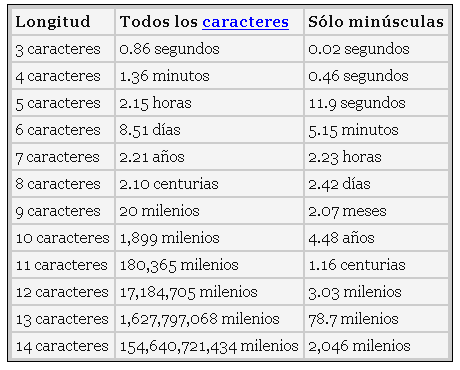 Longitud Todos los caracteres Sólo minúsculas
3 caracteres 0.86 segundos 0.02 segundos
4 caracteres 1.36 minutos 0.46 segundos
5 caracteres 2.15 horas 11.9 segundos
6 caracteres 8.51 días 5.15 minutos
7 caracteres 2.21 años 2.23 horas
8 caracteres 2.10 centurias 2.42 días
9 caracteres 20 milenios 2.07 meses
10 caracteres 1,899 milenios 4.48 años
11 caracteres 180,365 milenios 1.16 centurias
12 caracteres 17,184,705 milenios 3.03 milenios
13 caracteres 1,627,797,068 milenios 78.7 milenios
14 caracteres 154,640,721,434 milenios 2,046 milenios